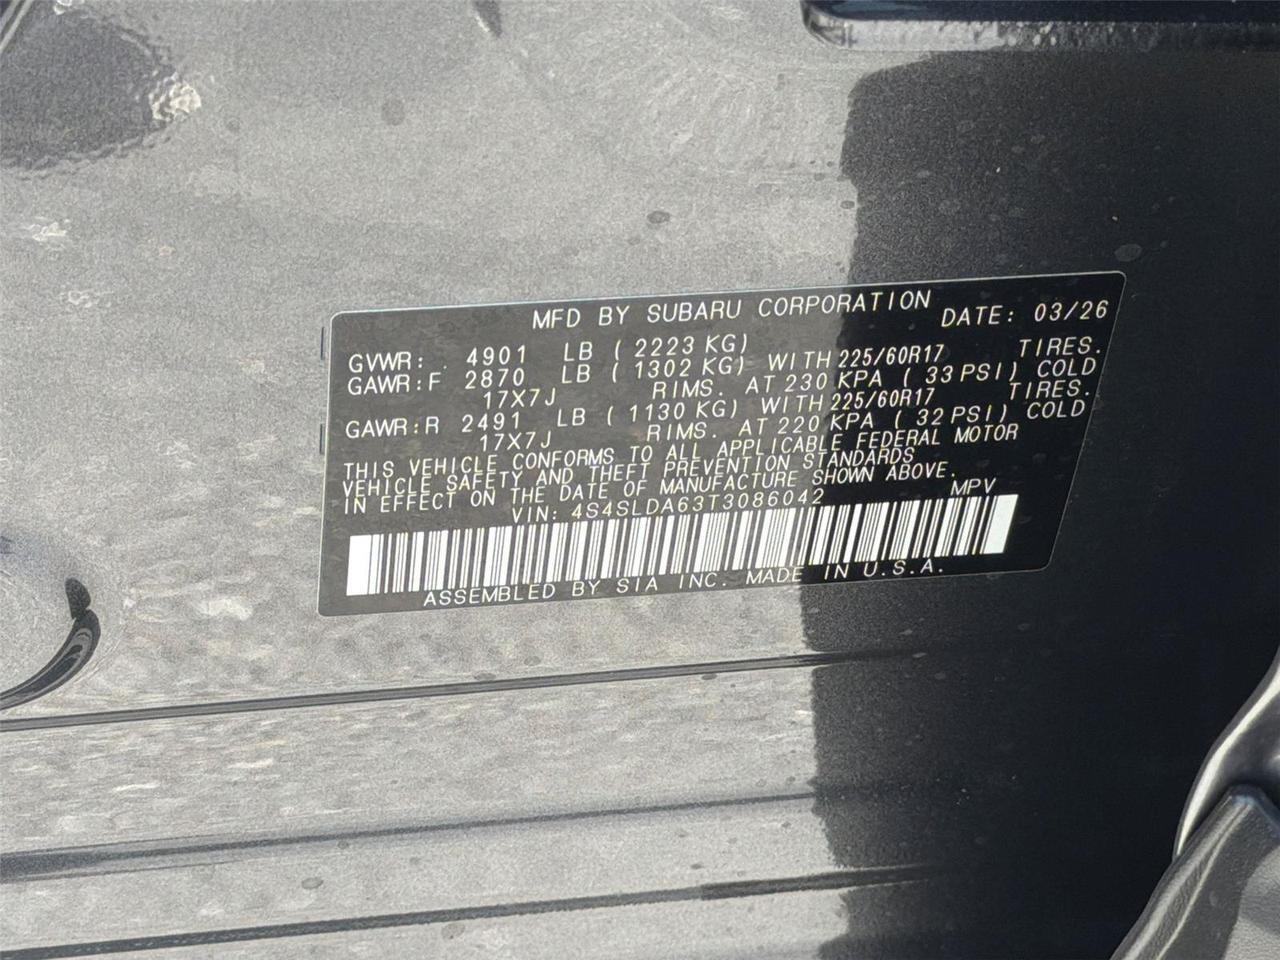 MFD BY SUBARU CORPORATION DATE: 03/26
GVWR: 4901 LB ( 2223 KG)
GAWR:F 2870 LB ( 1302 KG) WITH 225/60R17 TIRES.
17X7J RIMS. AT 230 KPA ( 33 PSI) COLD
GAWR:R 2491 LB ( 1130 KG) WITH 225/60R17 TIRES.
17X7J RIMS. AT 220 KPA ( 32 PSI) COLD
THIS VEHICLE CONFORMS TO ALL APPLICABLE FEDERAL MOTOR
VEHICLE SAFETY AND THEFT PREVENTION STANDARDS
IN EFFECT ON THE DATE OF MANUFACTURE SHOWN ABOVE.
VIN: 4S4SLDA63T3086042 MPV
ASSEMBLED BY SIA INC. MADE IN U.S.A.